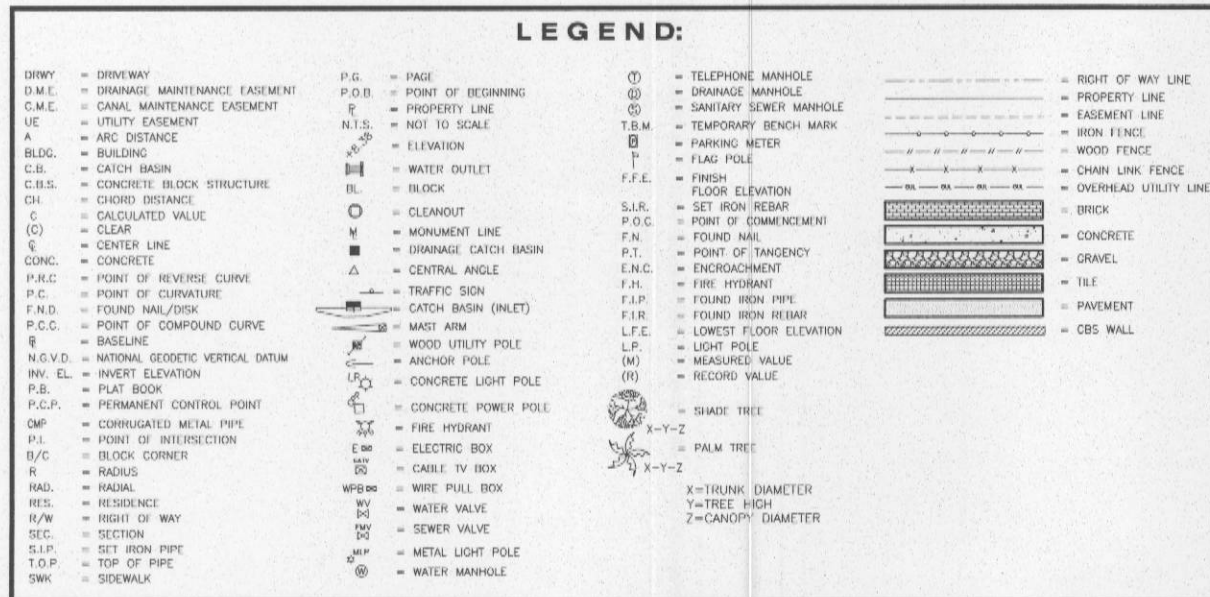 LEGEND:
DRWY = DRIVEWAY
D.M.E. = DRAINAGE MAINTENANCE EASEMENT
C.M.E. = CANAL MAINTENANCE EASEMENT
UE = UTILITY EASEMENT
A = ARC DISTANCE
BLDG. = BUILDING
C.B. = CATCH BASIN
C.B.S. = CONCRETE BLOCK STRUCTURE
CH. = CHORD DISTANCE
C = CALCULATED VALUE
(C) = CLEAR
℄ = CENTER LINE
CONC. = CONCRETE
P.R.C = POINT OF REVERSE CURVE
P.C. = POINT OF CURVATURE
F.N.D. = FOUND NAIL/DISK
P.C.C. = POINT OF COMPOUND CURVE
= BASELINE
N.G.V.D. = NATIONAL GEODETIC VERTICAL DATUM
INV. EL. = INVERT ELEVATION
P.B. = PLAT BOOK
P.C.P. = PERMANENT CONTROL POINT
CMP = CORRUGATED METAL PIPE
P.I. = POINT OF INTERSECTION
B/C = BLOCK CORNER
R = RADIUS
RAD. = RADIAL
RES. = RESIDENCE
R/W = RIGHT OF WAY
SEC. = SECTION
S.I.P. = SET IRON PIPE
T.O.P. = TOP OF PIPE
SWK = SIDEWALK
P.G. = PAGE
P.O.B. = POINT OF BEGINNING
= PROPERTY LINE
N.T.S. = NOT TO SCALE
= ELEVATION
= WATER OUTLET
BL. = BLOCK
= CLEANOUT
= MONUMENT LINE
= DRAINAGE CATCH BASIN
△ = CENTRAL ANGLE
= TRAFFIC SIGN
= CATCH BASIN (INLET)
= MAST ARM
= WOOD UTILITY POLE
= ANCHOR POLE
LP = CONCRETE LIGHT POLE
= CONCRETE POWER POLE
= FIRE HYDRANT
E = ELECTRIC BOX
CATV = CABLE TV BOX
WPB = WIRE PULL BOX
WV = WATER VALVE
FMV = SEWER VALVE
MLP = METAL LIGHT POLE
Ⓦ = WATER MANHOLE
Ⓣ = TELEPHONE MANHOLE
Ⓓ = DRAINAGE MANHOLE
Ⓢ = SANITARY SEWER MANHOLE
T.B.M. = TEMPORARY BENCH MARK
= PARKING METER
= FLAG POLE
F.F.E. = FINISH
FLOOR ELEVATION
S.I.R. = SET IRON REBAR
P.O.C. = POINT OF COMMENCEMENT
F.N. = FOUND NAIL
P.T. = POINT OF TANGENCY
E.N.C. = ENCROACHMENT
F.H. = FIRE HYDRANT
F.I.P. = FOUND IRON PIPE
F.I.R. = FOUND IRON REBAR
L.F.E. = LOWEST FLOOR ELEVATION
L.P. = LIGHT POLE
(M) = MEASURED VALUE
(R) = RECORD VALUE
= SHADE TREE
X-Y-Z
= PALM TREE
X-Y-Z
X=TRUNK DIAMETER
Y=TREE HIGH
Z=CANOPY DIAMETER
= RIGHT OF WAY LINE
= PROPERTY LINE
= EASEMENT LINE
= IRON FENCE
= WOOD FENCE
= CHAIN LINK FENCE
OUL OUL OUL OUL = OVERHEAD UTILITY LINE
= BRICK
= CONCRETE
= GRAVEL
= TILE
= PAVEMENT
= CBS WALL